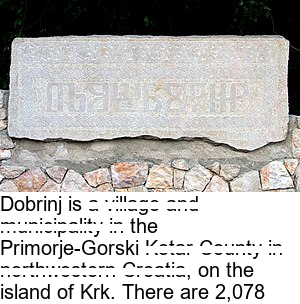 Dobrinj is a village and
municipality in the
Primorje-Gorski Kotar County in
northwestern Croatia, on the
island of Krk. There are 2,078